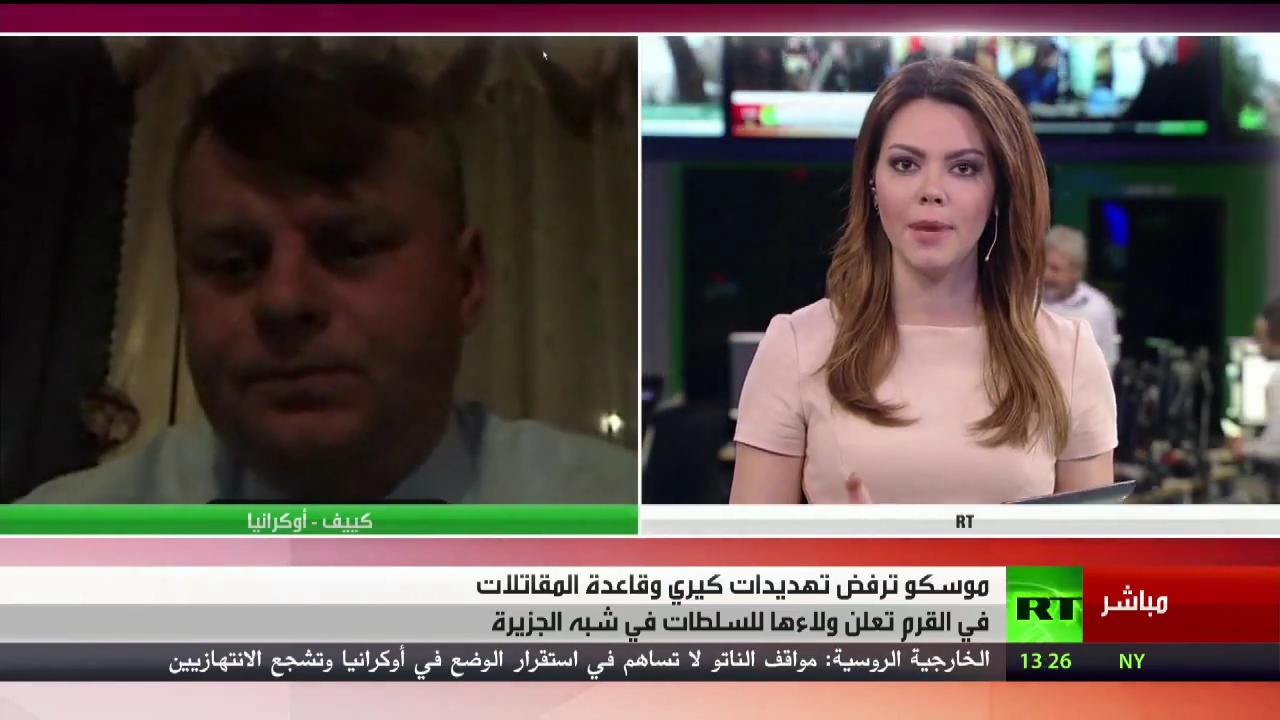 كييف - أوكرانيا
RT
موسكو ترفض تهديدات كيري وقاعدة المقاتلات
في القرم تعلن ولاءها للسلطات في شبه الجزيرة
RT
مباشر
الخارجية الروسية: مواقف الناتو لا تساهم في استقرار الوضع في أوكرانيا وتشجع الانتهازيين
13:26 NY